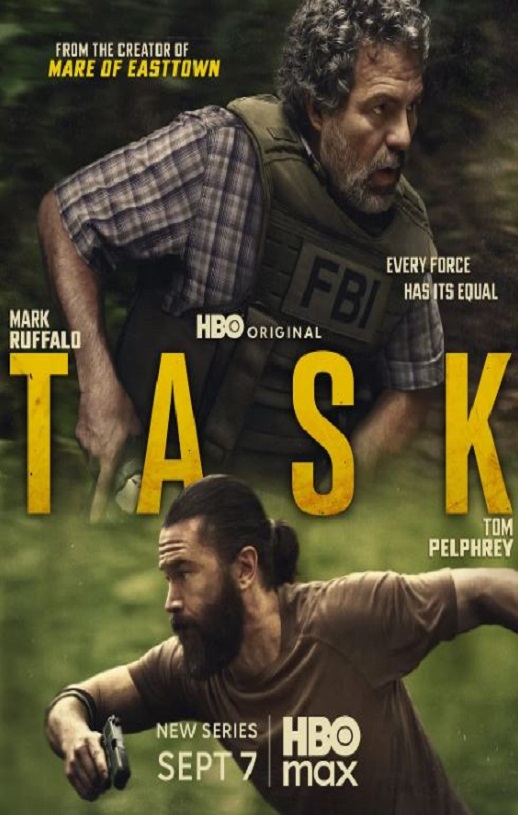 FROM THE CREATOR OF
MARE OF EASTTOWN
FBI
EVERY FORCE
HAS ITS EQUAL
MARK
RUFFALO
HBO ORIGINAL
TASK
TOM
PELPHREY
NEW SERIES
SEPT 7
HBO
max